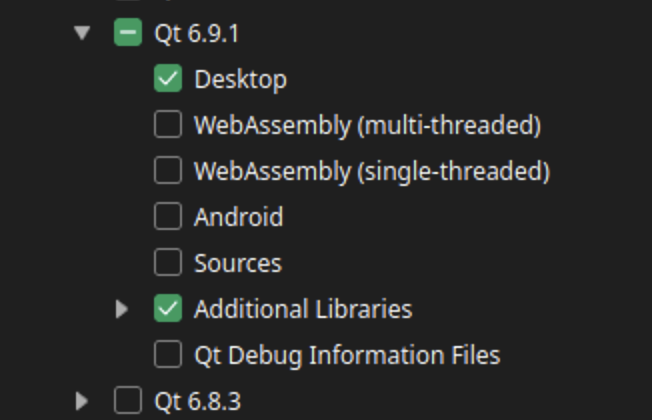 Qt 6.9.1
Desktop
WebAssembly (multi-threaded)
WebAssembly (single-threaded)
Android
Sources
Additional Libraries
Qt Debug Information Files
Qt 6.8.3